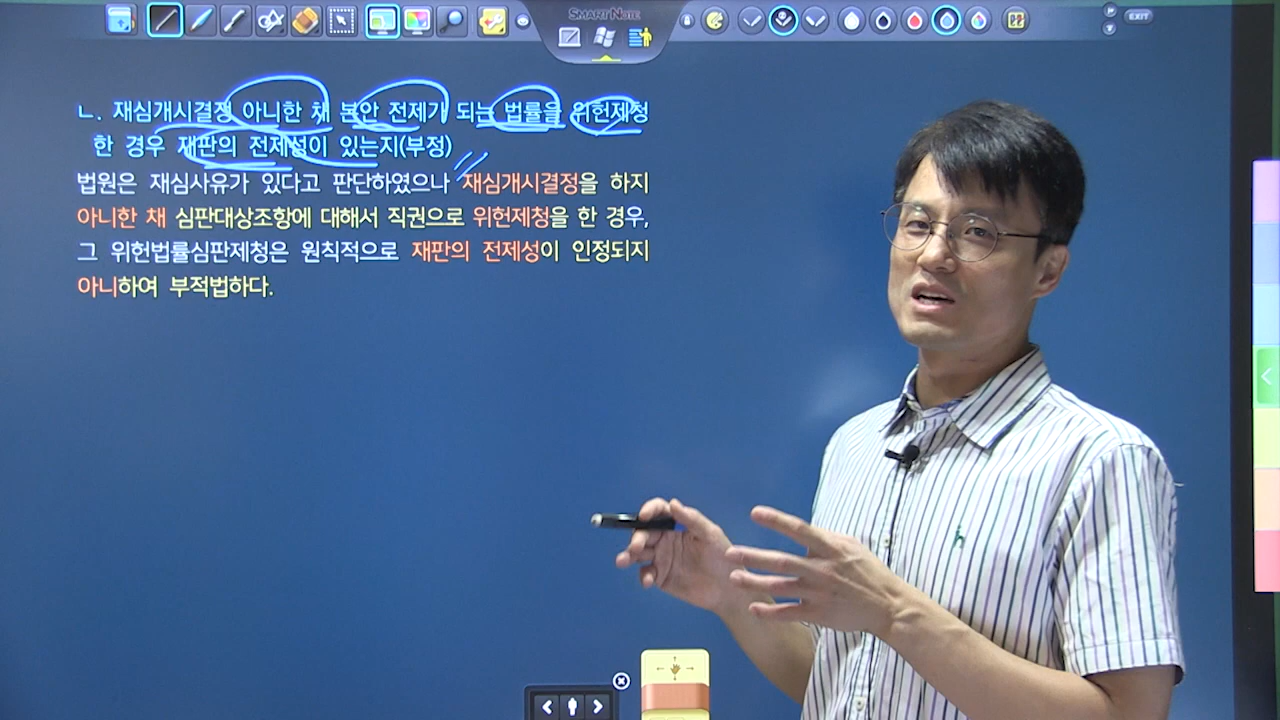 SMART NOTE
EXIT
ㄴ. 재심개시결정 아니한 채 본안 전제가 되는 법률을 위헌제청
한 경우 재판의 전제성이 있는지(부정)
법원은 재심사유가 있다고 판단하였으나 재심개시결정을 하지
아니한 채 심판대상조항에 대해서 직권으로 위헌제청을 한 경우,
그 위헌법률심판제청은 원칙적으로 재판의 전제성이 인정되지
아니하여 부적법하다.